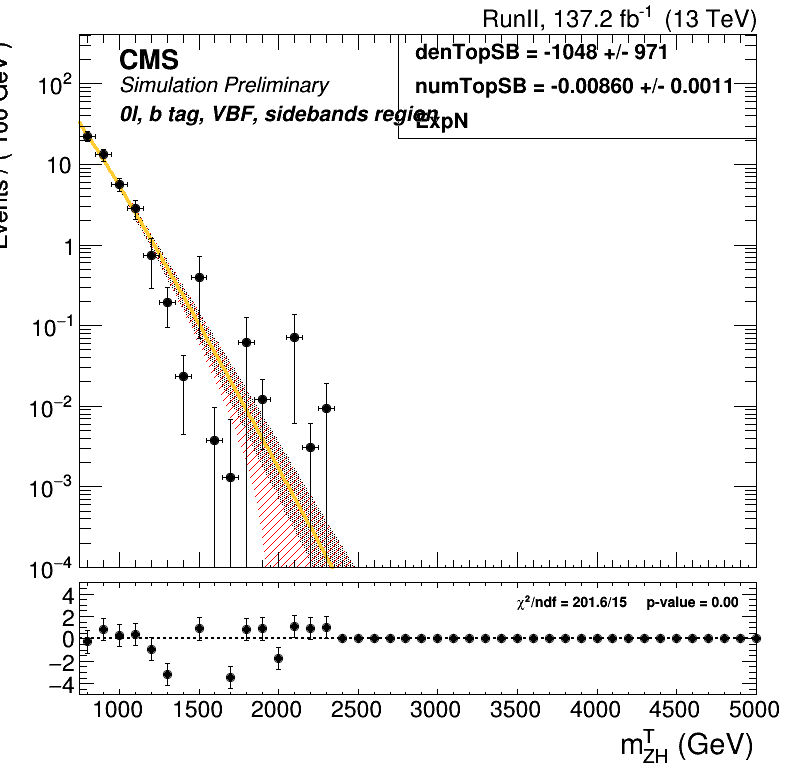 RunII, 137.2 fb⁻¹ (13 TeV)
CMS
Simulation Preliminary
0l, b tag, VBF, sidebands region
denTopSB = -1048 +/- 971
numTopSB = -0.00860 +/- 0.0011
ExpN
Events / ( 100 GeV )
10²
10
1
10⁻¹
10⁻²
10⁻³
10⁻⁴
χ²/ndf = 201.6/15 p-value = 0.00
4
2
0
−2
−4
1000 1500 2000 2500 3000 3500 4000 4500 5000
m^T_ZH (GeV)